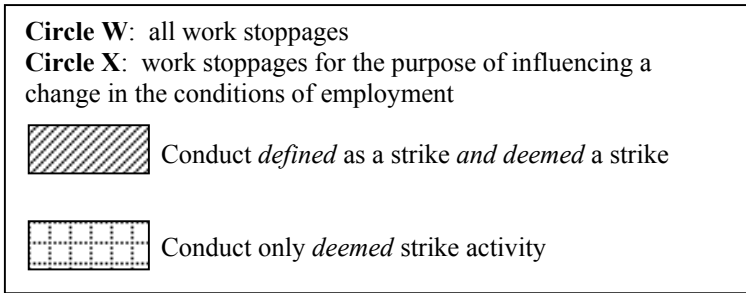 Circle W:  all work stoppages
Circle X:  work stoppages for the purpose of influencing a
change in the conditions of employment
Conduct defined as a strike and deemed a strike
Conduct only deemed strike activity